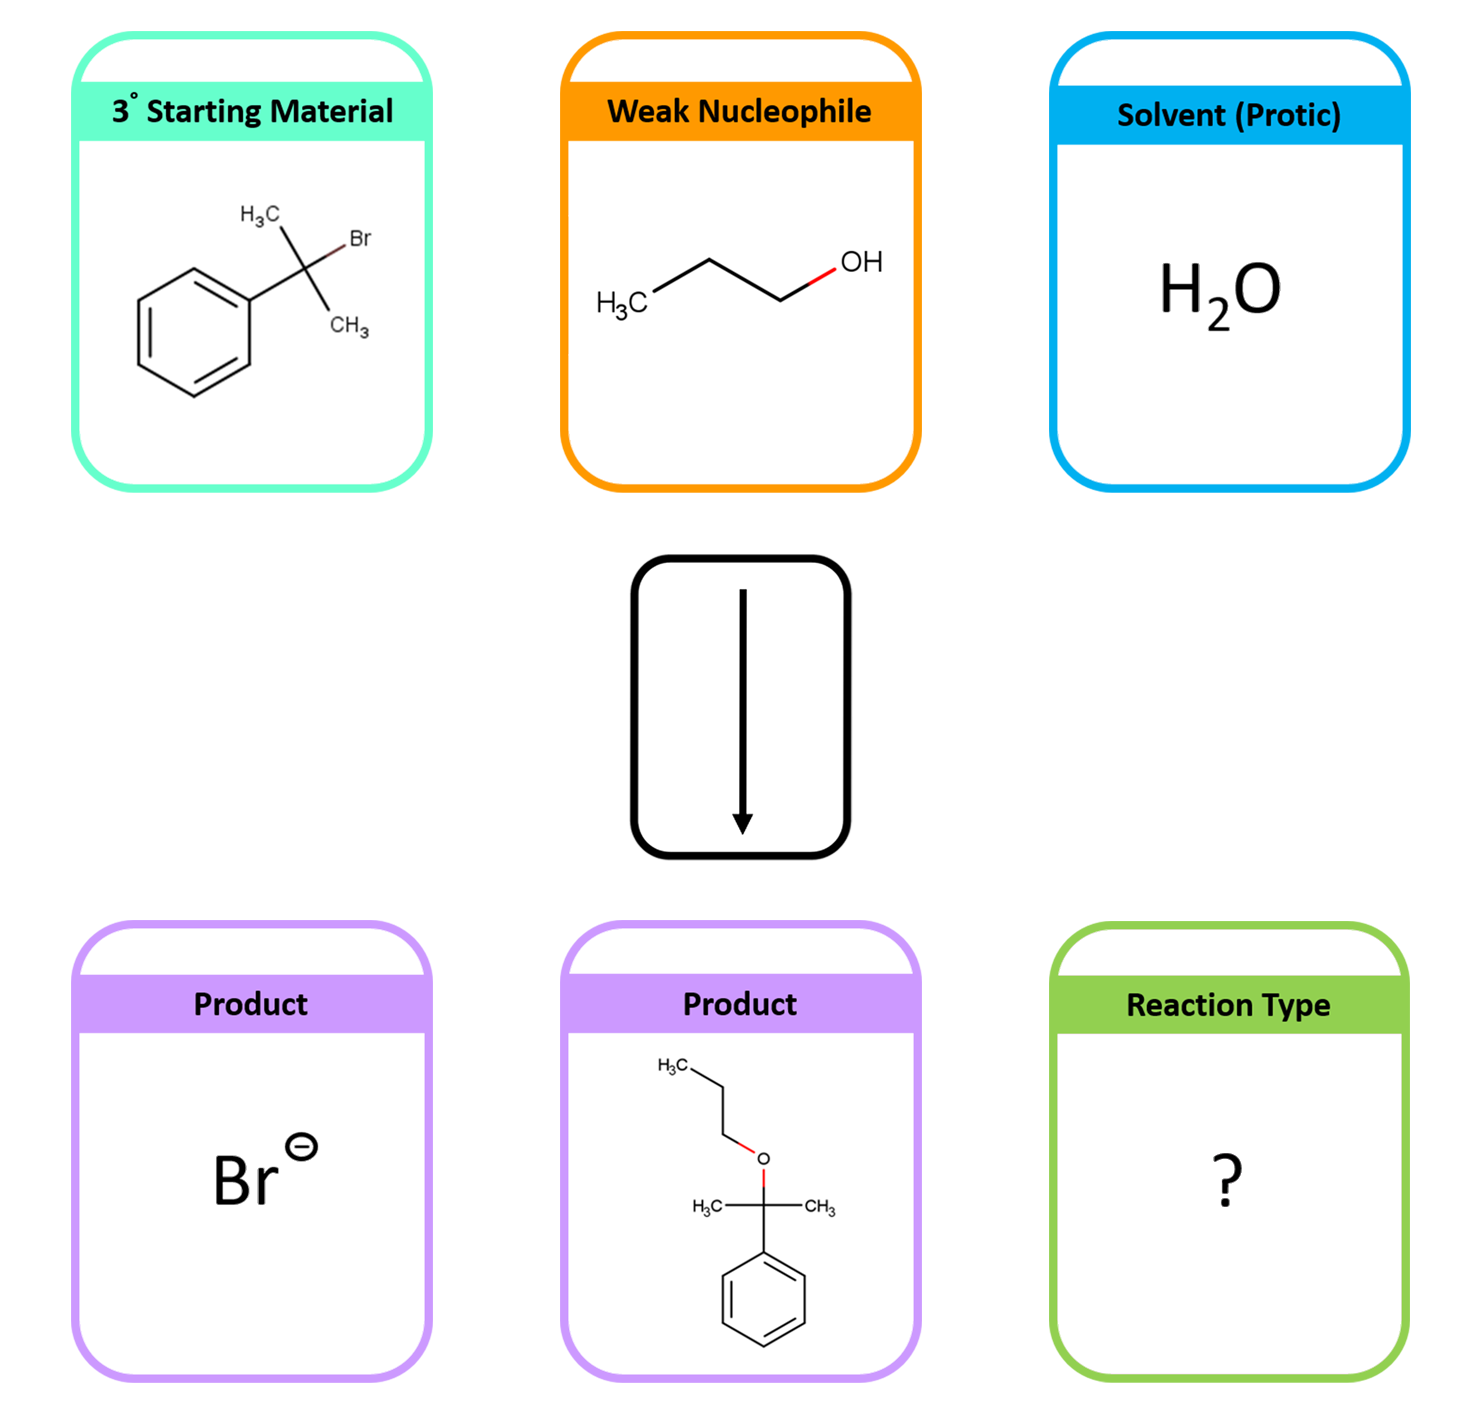 3° Starting Material
H₃C
Br
CH₃
Weak Nucleophile
OH
H₃C
Solvent (Protic)
H₂O
Product
Br⊖
Product
H₃C
O
H₃C CH₃
Reaction Type
?